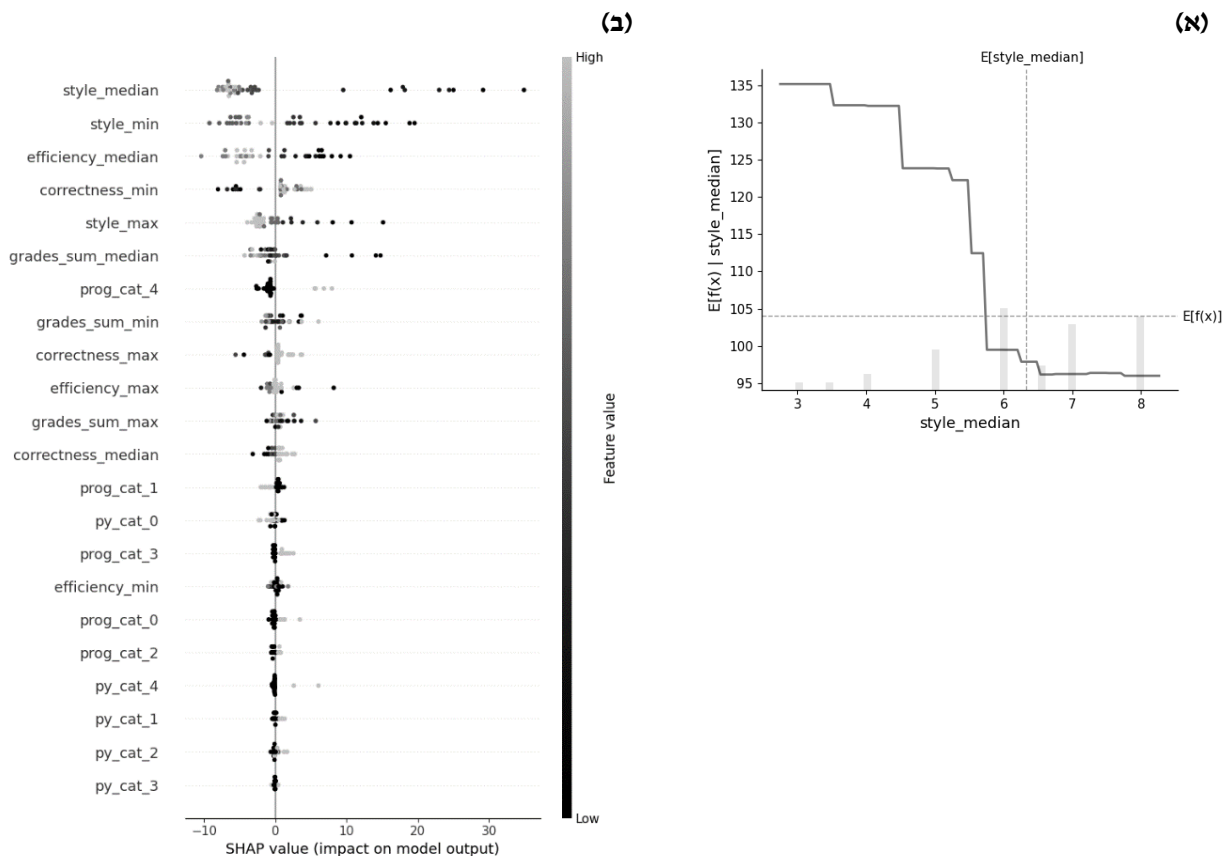 (א)
E[style_median]
135
130
125
120
115
110
105
100
95
E[f(x) | style_median]
E[f(x)]
3 4 5 6 7 8
style_median
(ב)
High
style_median
style_min
efficiency_median
correctness_min
style_max
grades_sum_median
prog_cat_4
grades_sum_min
correctness_max
efficiency_max
grades_sum_max
correctness_median
prog_cat_1
py_cat_0
prog_cat_3
efficiency_min
prog_cat_0
prog_cat_2
py_cat_4
py_cat_1
py_cat_2
py_cat_3
Feature value
Low
−10 0 10 20 30
SHAP value (impact on model output)